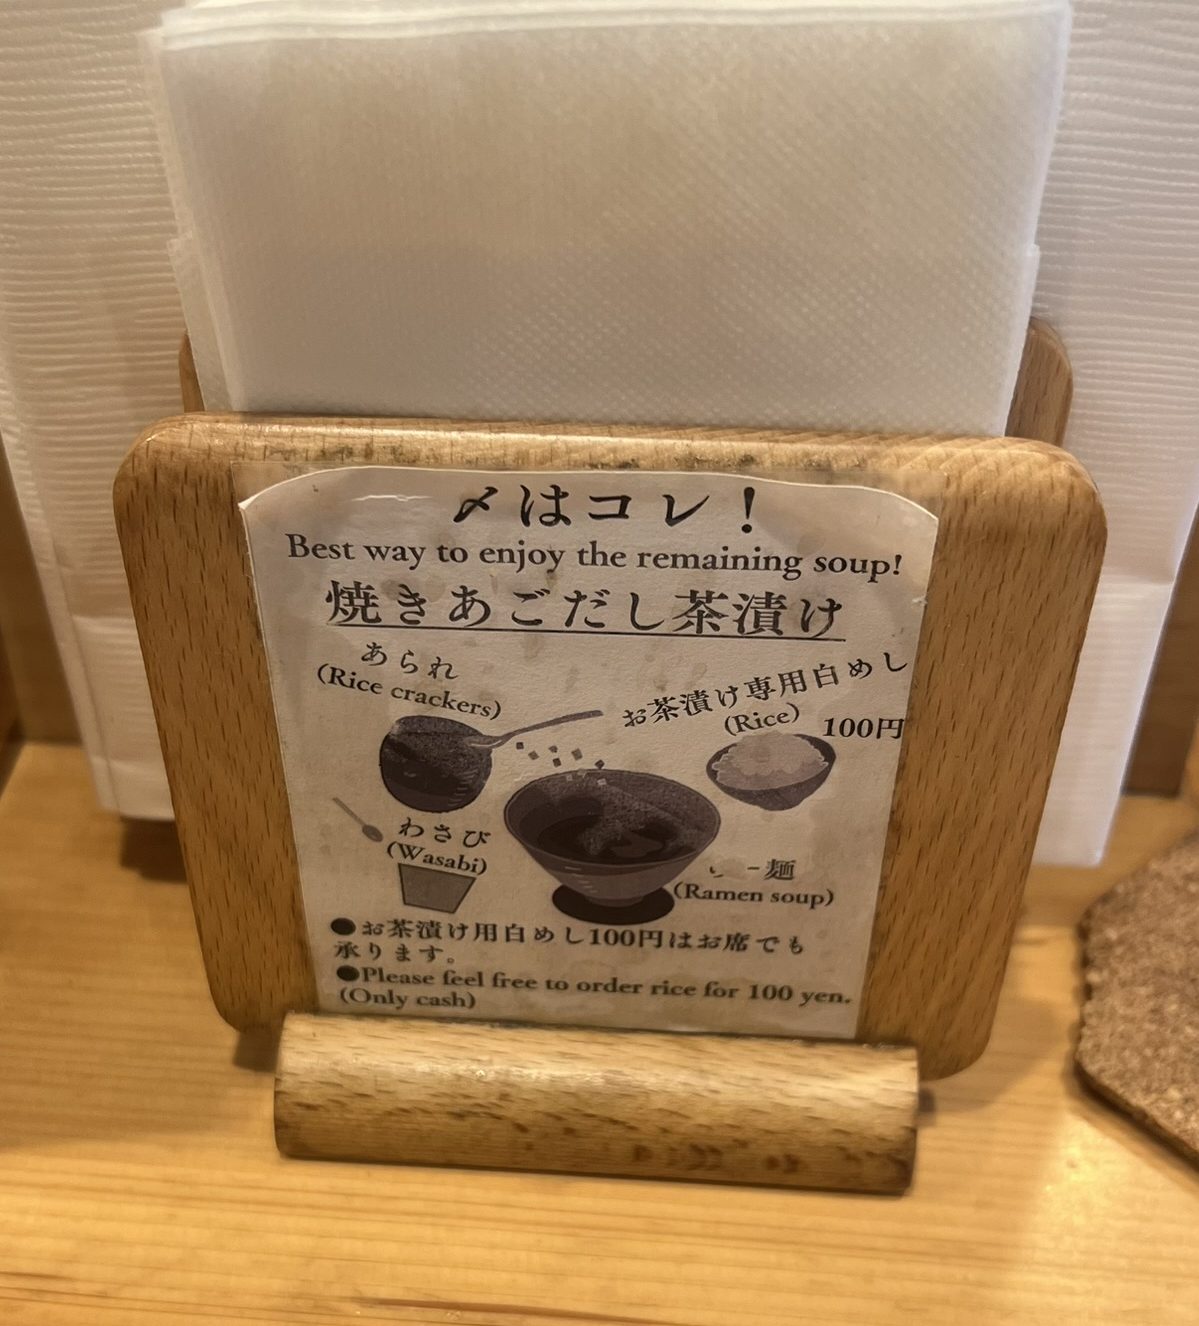 〆はコレ！
Best way to enjoy the remaining soup!
焼きあごだし茶漬け
あられ
(Rice crackers)
お茶漬け専用白めし
(Rice)
100円
わさび
(Wasabi)
麺
(Ramen soup)
●お茶漬け用白めし100円はお席でも
承ります。
●Please feel free to order rice for 100 yen.
(Only cash)